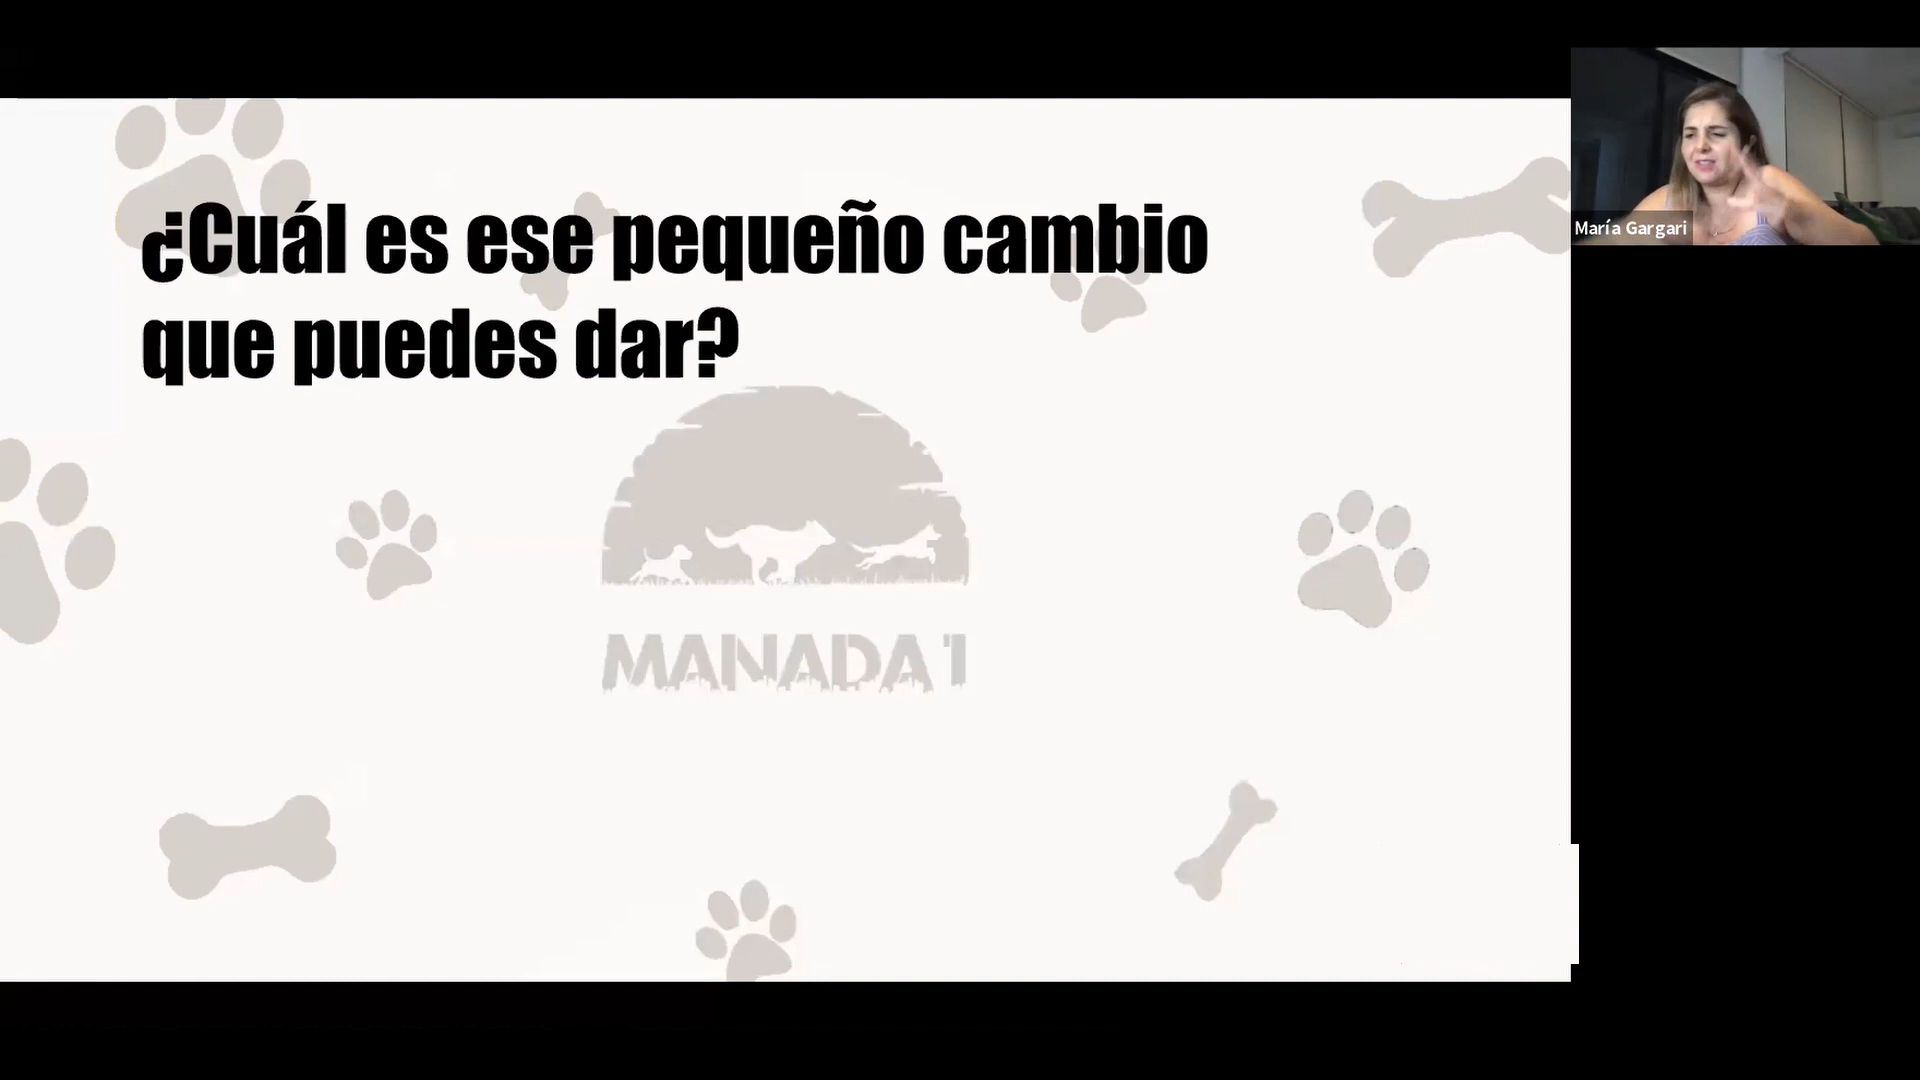 ¿Cuál es ese pequeño cambio
que puedes dar?
María Gargari
MANADA 1